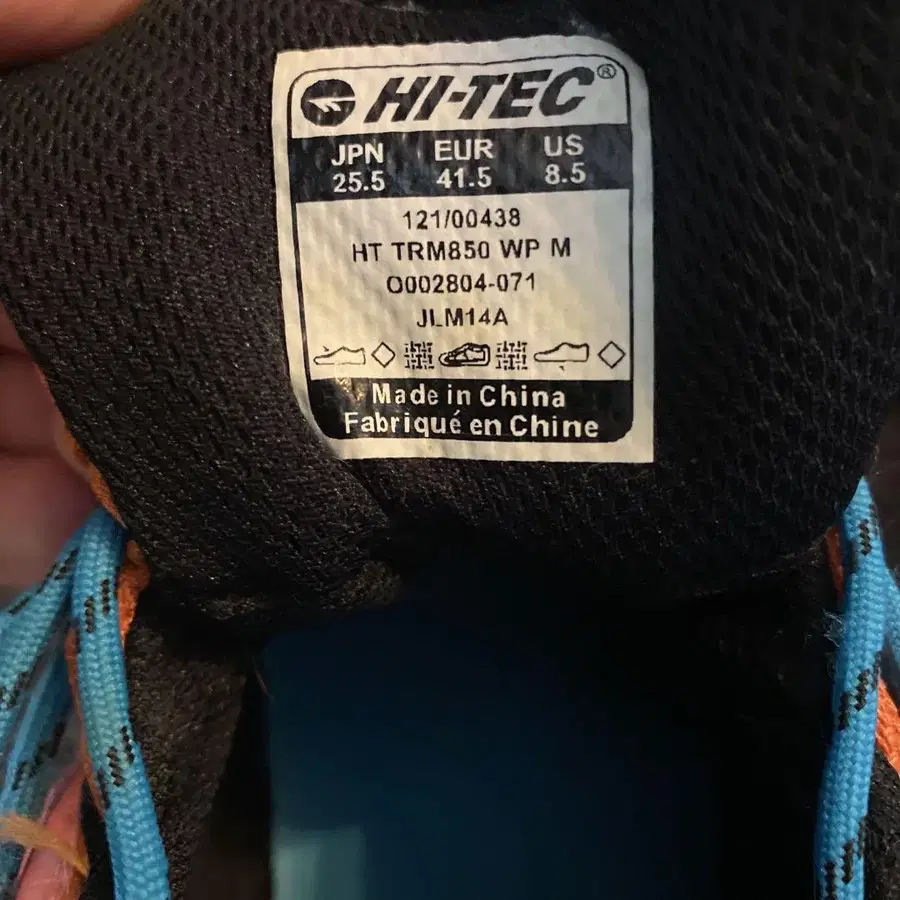 HI-TEC®
JPN EUR US
25.5 41.5 8.5
121/00438
HT TRM850 WP M
O002804-071
JLM14A
Made in China
Fabriqué en Chine